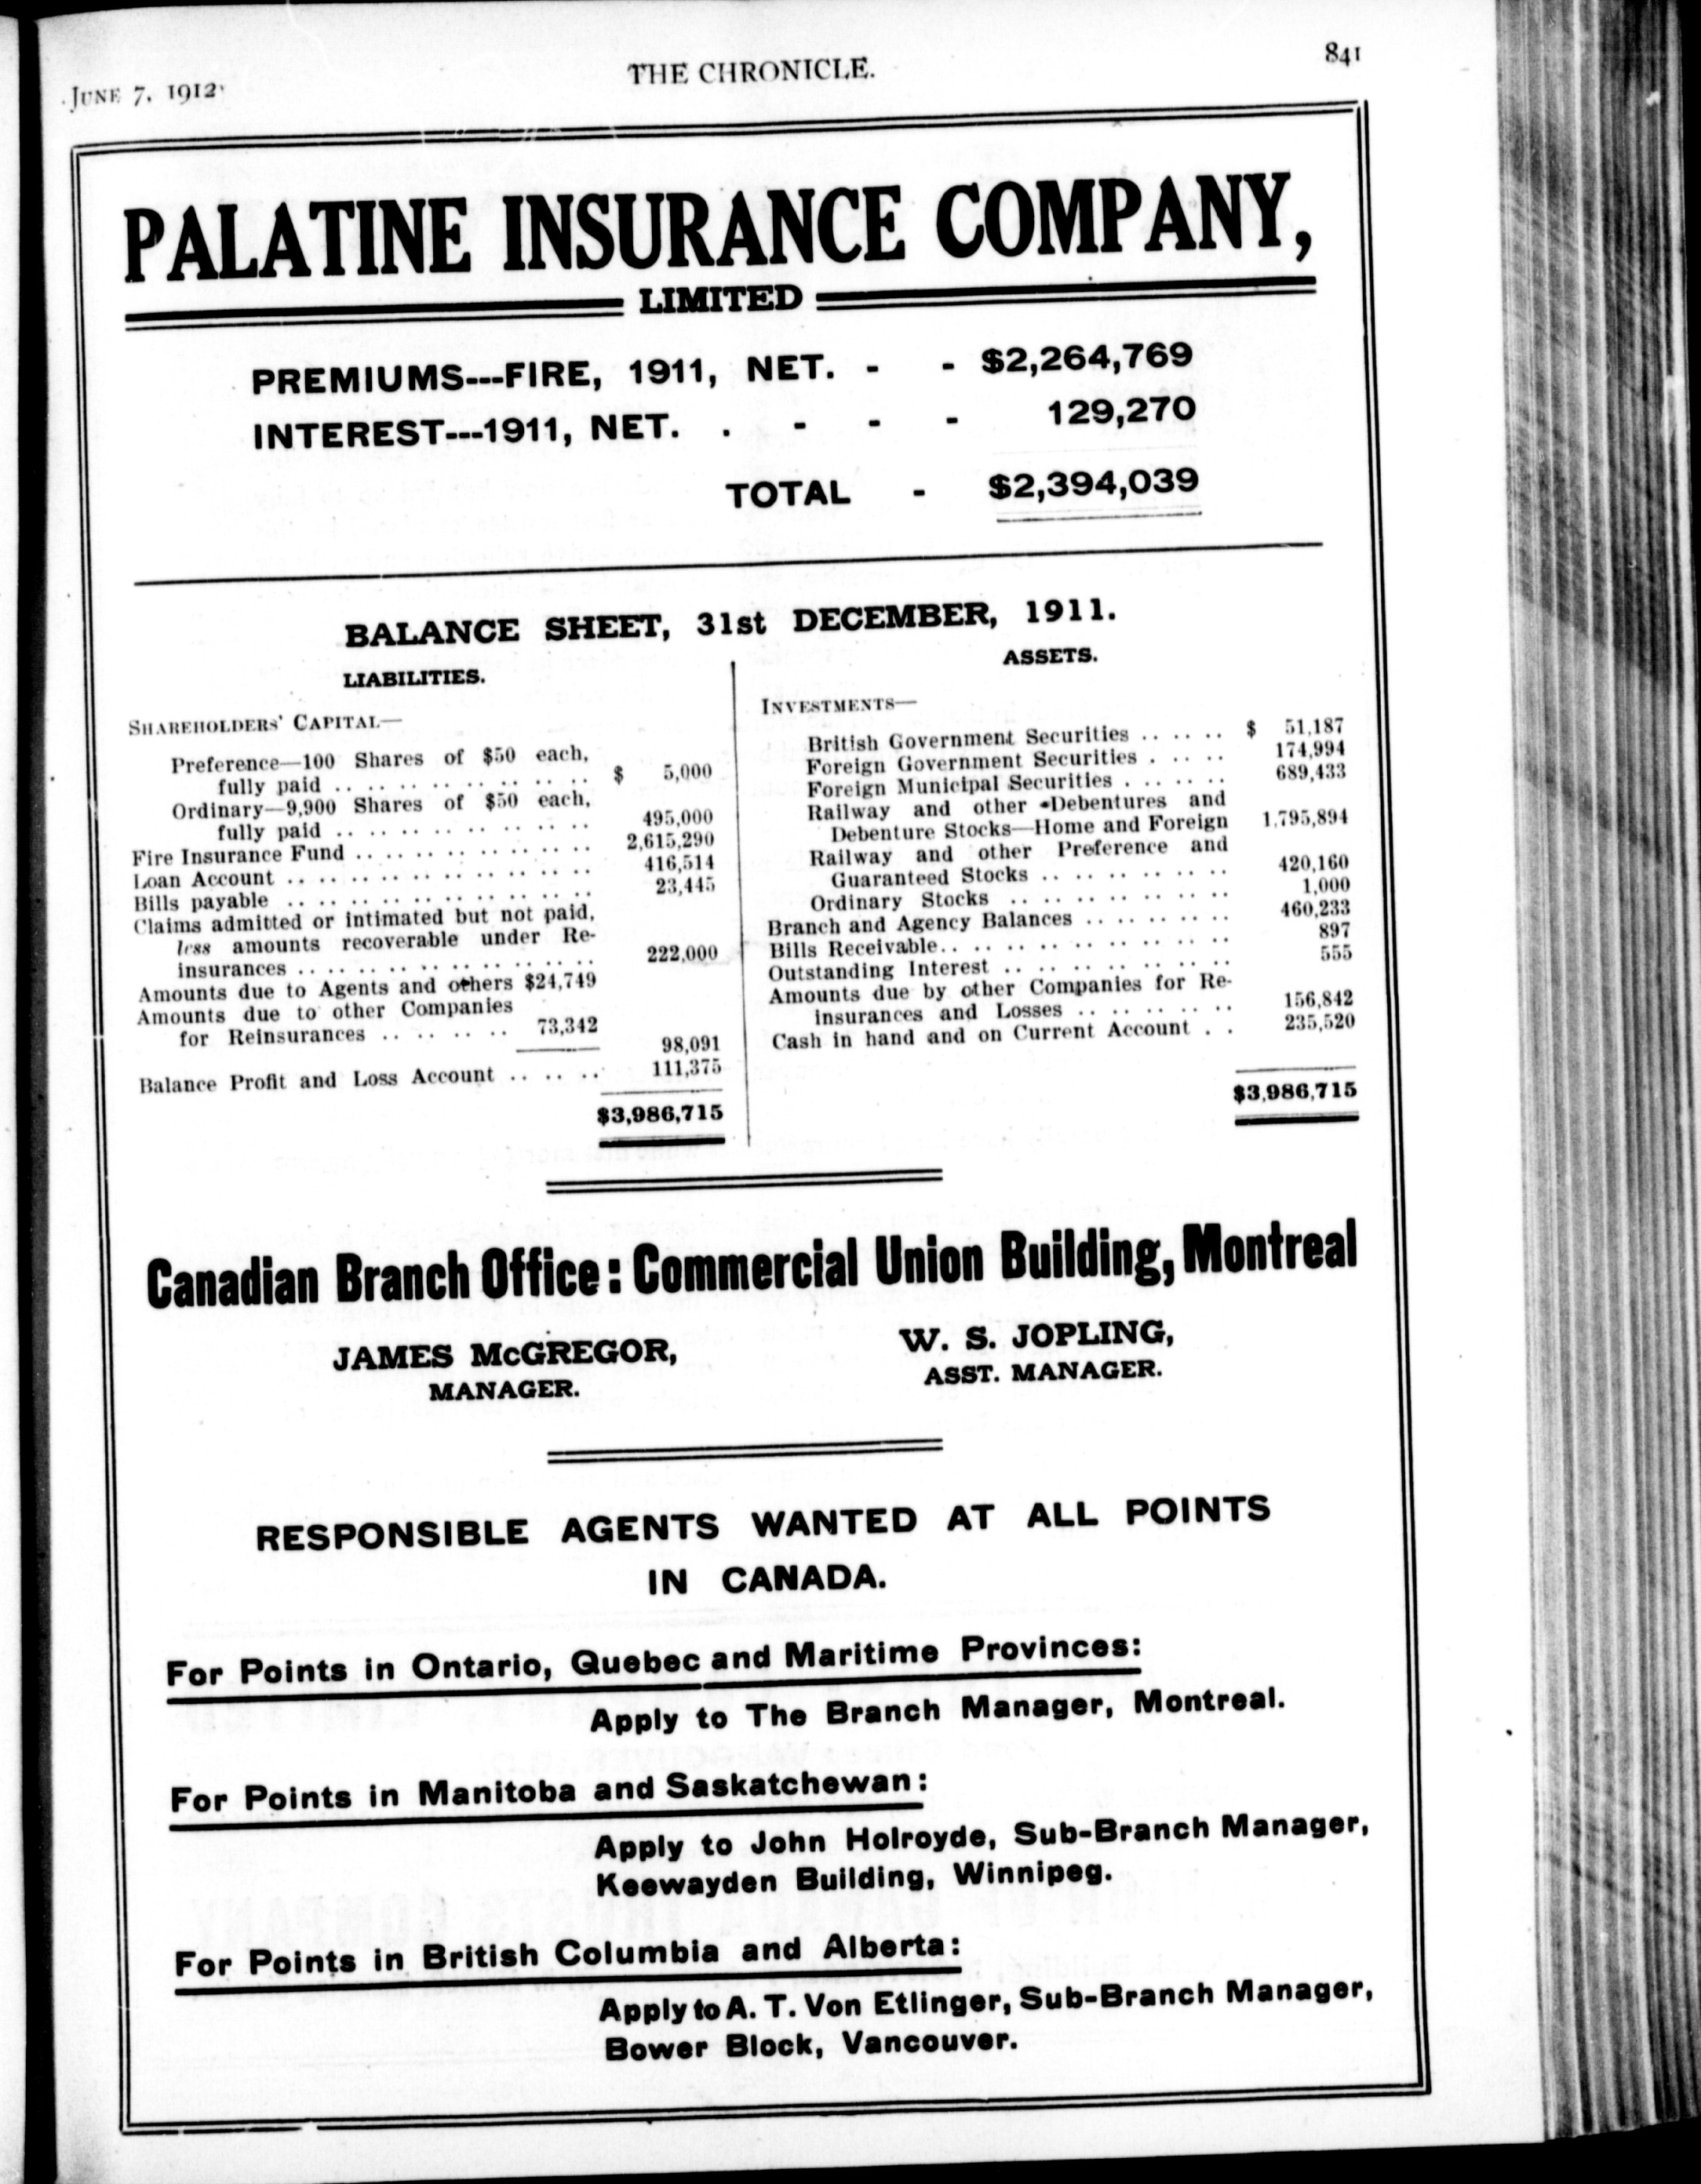 JUNE 7, 1912. THE CHRONICLE. 841
PALATINE INSURANCE COMPANY,
LIMITED
PREMIUMS---FIRE, 1911, NET. - - $2,264,769
INTEREST---1911, NET. . - - - 129,270
TOTAL - $2,394,039
BALANCE SHEET, 31st DECEMBER, 1911.
LIABILITIES.
SHAREHOLDERS' CAPITAL—
Preference—100 Shares of $50 each,
fully paid .. .. .. .. .. .. .. .. $ 5,000
Ordinary—9,900 Shares of $50 each,
fully paid .. .. .. .. .. .. .. .. 495,000
Fire Insurance Fund .. .. .. .. .. .. .. 2,615,290
Loan Account .. .. .. .. .. .. .. .. .. 416,514
Bills payable .. .. .. .. .. .. .. .. .. 23,445
Claims admitted or intimated but not paid,
less amounts recoverable under Re-
insurances .. .. .. .. .. .. .. .. .. 222,000
Amounts due to Agents and others $24,749
Amounts due to other Companies
for Reinsurances .. .. .. .. 73,342
98,091
Balance Profit and Loss Account .. .. .. 111,375
$3,986,715
ASSETS.
INVESTMENTS—
British Government Securities .. .. .. $ 51,187
Foreign Government Securities . .. .. 174,994
Foreign Municipal Securities . .. .. .. 689,433
Railway and other Debentures and
Debenture Stocks—Home and Foreign 1,795,894
Railway and other Preference and
Guaranteed Stocks .. .. .. .. .. 420,160
Ordinary Stocks .. .. .. .. .. .. 1,000
Branch and Agency Balances .. .. .. .. 460,233
Bills Receivable.. .. .. .. .. .. .. .. 897
Outstanding Interest .. .. .. .. .. .. 555
Amounts due by other Companies for Re-
insurances and Losses .. .. .. .. 156,842
Cash in hand and on Current Account . . 235,520
$3,986,715
Canadian Branch Office: Commercial Union Building, Montreal
JAMES McGREGOR,
MANAGER.
W. S. JOPLING,
ASST. MANAGER.
RESPONSIBLE AGENTS WANTED AT ALL POINTS
IN CANADA.
For Points in Ontario, Quebec and Maritime Provinces:
Apply to The Branch Manager, Montreal.
For Points in Manitoba and Saskatchewan:
Apply to John Holroyde, Sub-Branch Manager,
Keewayden Building, Winnipeg.
For Points in British Columbia and Alberta:
Apply to A. T. Von Etlinger, Sub-Branch Manager,
Bower Block, Vancouver.